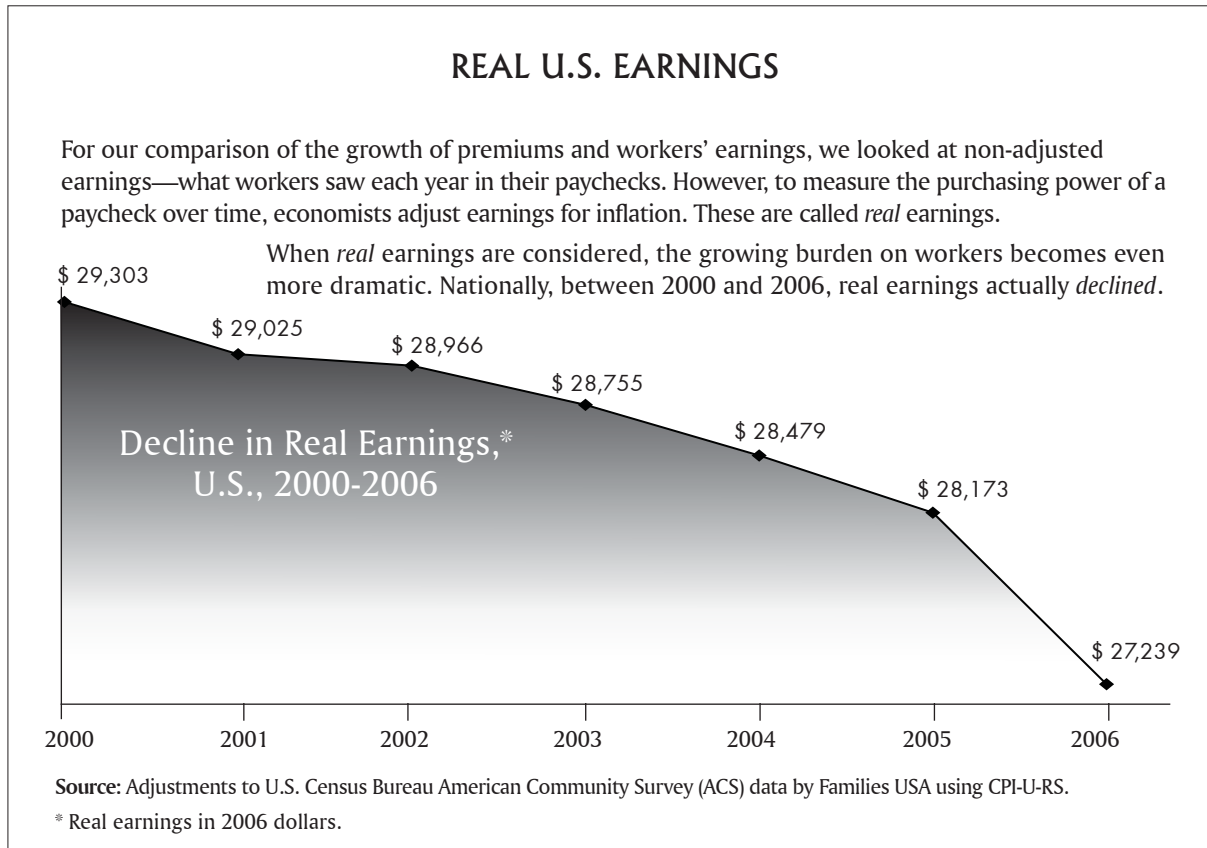 REAL U.S. EARNINGS
For our comparison of the growth of premiums and workers’ earnings, we looked at non-adjusted
earnings—what workers saw each year in their paychecks. However, to measure the purchasing power of a
paycheck over time, economists adjust earnings for inflation. These are called real earnings.
When real earnings are considered, the growing burden on workers becomes even
more dramatic. Nationally, between 2000 and 2006, real earnings actually declined.
$ 29,303
$ 29,025
$ 28,966
$ 28,755
$ 28,479
$ 28,173
$ 27,239
Decline in Real Earnings,*
U.S., 2000-2006
2000 2001 2002 2003 2004 2005 2006
Source: Adjustments to U.S. Census Bureau American Community Survey (ACS) data by Families USA using CPI-U-RS.
* Real earnings in 2006 dollars.